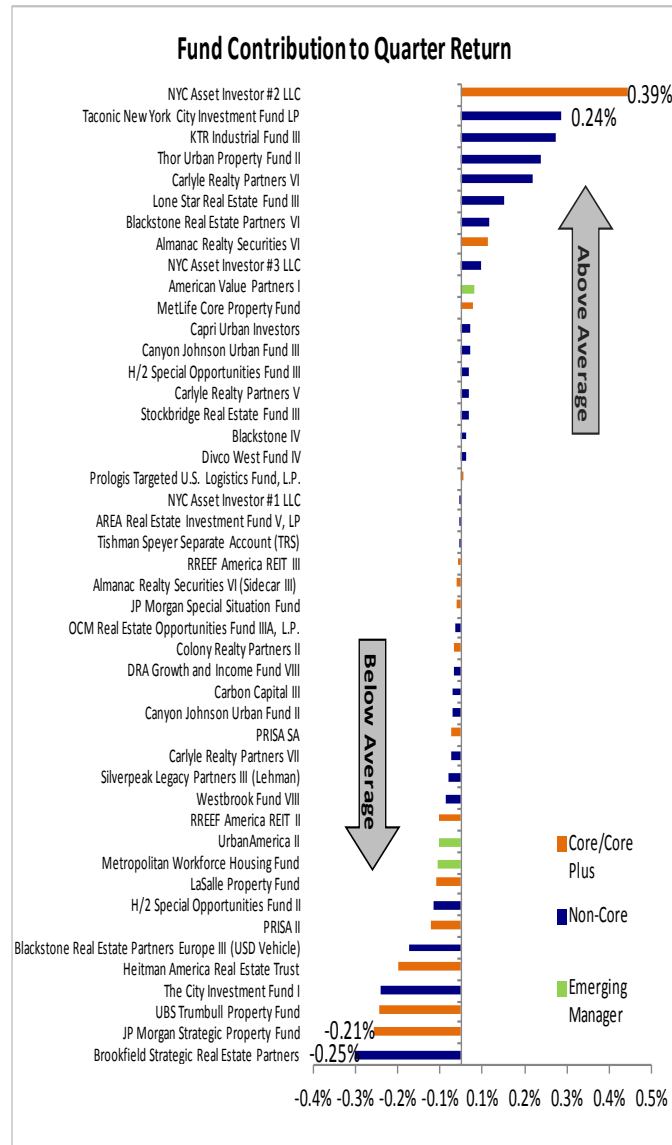 Fund Contribution to Quarter Return
NYC Asset Investor #2 LLC
0.39%
Taconic New York City Investment Fund LP
0.24%
KTR Industrial Fund III
Thor Urban Property Fund II
Carlyle Realty Partners VI
Lone Star Real Estate Fund III
Blackstone Real Estate Partners VI
Almanac Realty Securities VI
NYC Asset Investor #3 LLC
American Value Partners I
MetLife Core Property Fund
Capri Urban Investors
Canyon Johnson Urban Fund III
H/2 Special Opportunities Fund III
Carlyle Realty Partners V
Stockbridge Real Estate Fund III
Blackstone IV
Divco West Fund IV
Prologis Targeted U.S. Logistics Fund, L.P.
NYC Asset Investor #1 LLC
AREA Real Estate Investment Fund V, LP
Tishman Speyer Separate Account (TRS)
RREEF America REIT III
Almanac Realty Securities VI (Sidecar III)
JP Morgan Special Situation Fund
OCM Real Estate Opportunities Fund IIIA, L.P.
Colony Realty Partners II
DRA Growth and Income Fund VIII
Carbon Capital III
Canyon Johnson Urban Fund II
PRISA SA
Carlyle Realty Partners VII
Silverpeak Legacy Partners III (Lehman)
Westbrook Fund VIII
RREEF America REIT II
UrbanAmerica II
Metropolitan Workforce Housing Fund
LaSalle Property Fund
H/2 Special Opportunities Fund II
PRISA II
Blackstone Real Estate Partners Europe III (USD Vehicle)
Heitman America Real Estate Trust
The City Investment Fund I
UBS Trumbull Property Fund
JP Morgan Strategic Property Fund
-0.21%
Brookfield Strategic Real Estate Partners
-0.25%
Above Average
Below Average
Core/Core
Plus
Non-Core
Emerging
Manager
-0.4% -0.3% -0.2% -0.1% 0.1% 0.2% 0.3% 0.4% 0.5%